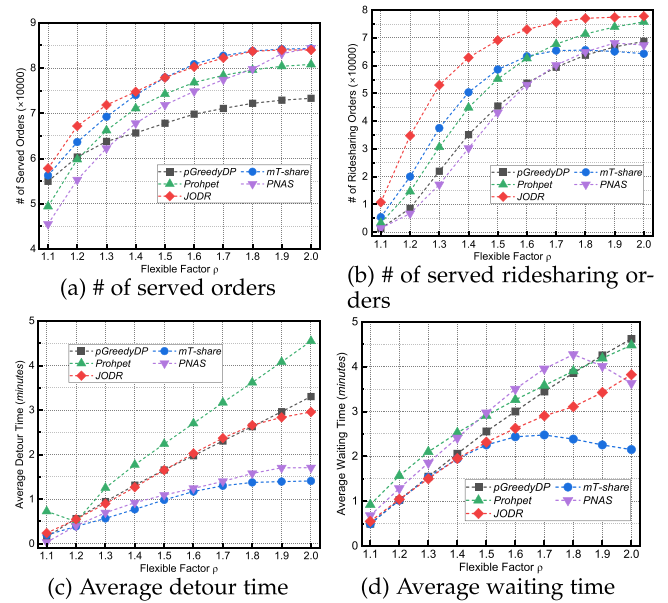 9
8
7
6
5
4
# of Served Orders (×10000)
pGreedyDP
mT-share
Prohpet
PNAS
JODR
1.1 1.2 1.3 1.4 1.5 1.6 1.7 1.8 1.9 2.0
Flexible Factor ρ
(a) # of served orders
8
7
6
5
4
3
2
1
0
# of Ridesharing Orders (×10000)
pGreedyDP
mT-share
Prohpet
PNAS
JODR
1.1 1.2 1.3 1.4 1.5 1.6 1.7 1.8 1.9 2.0
Flexible Factor ρ
(b) # of served ridesharing or-
ders
5
4
3
2
1
0
Average Detour Time (minutes)
pGreedyDP
mT-share
Prohpet
PNAS
JODR
1.1 1.2 1.3 1.4 1.5 1.6 1.7 1.8 1.9 2.0
Flexible Factor ρ
(c) Average detour time
5
4
3
2
1
0
Average Waiting Time (minutes)
pGreedyDP
mT-share
Prohpet
PNAS
JODR
1.1 1.2 1.3 1.4 1.5 1.6 1.7 1.8 1.9 2.0
Flexible Factor ρ
(d) Average waiting time